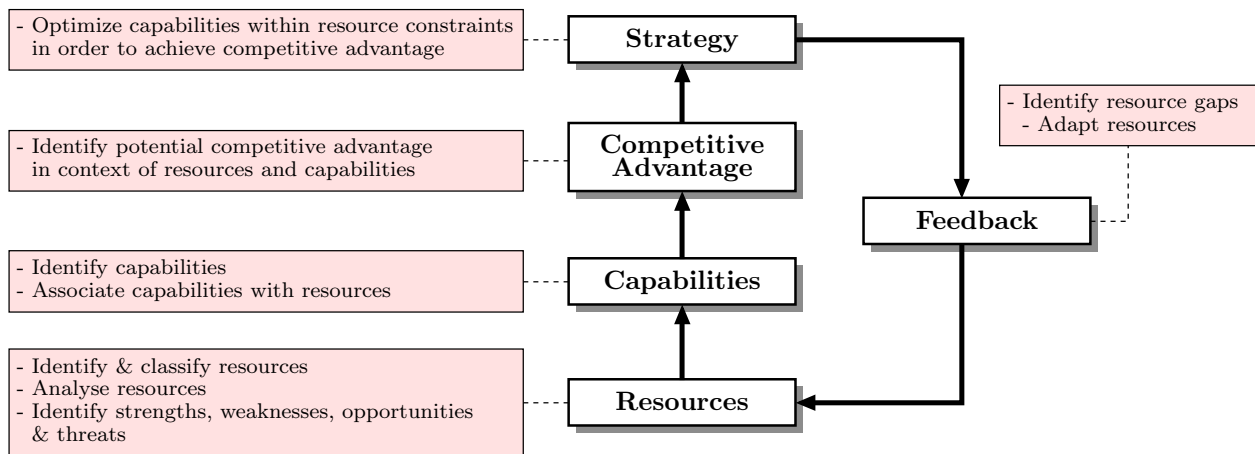 - Optimize capabilities within resource constraints
in order to achieve competitive advantage
Strategy
- Identify resource gaps
- Adapt resources
- Identify potential competitive advantage
in context of resources and capabilities
Competitive
Advantage
Feedback
- Identify capabilities
- Associate capabilities with resources
Capabilities
- Identify & classify resources
- Analyse resources
- Identify strengths, weaknesses, opportunities
& threats
Resources